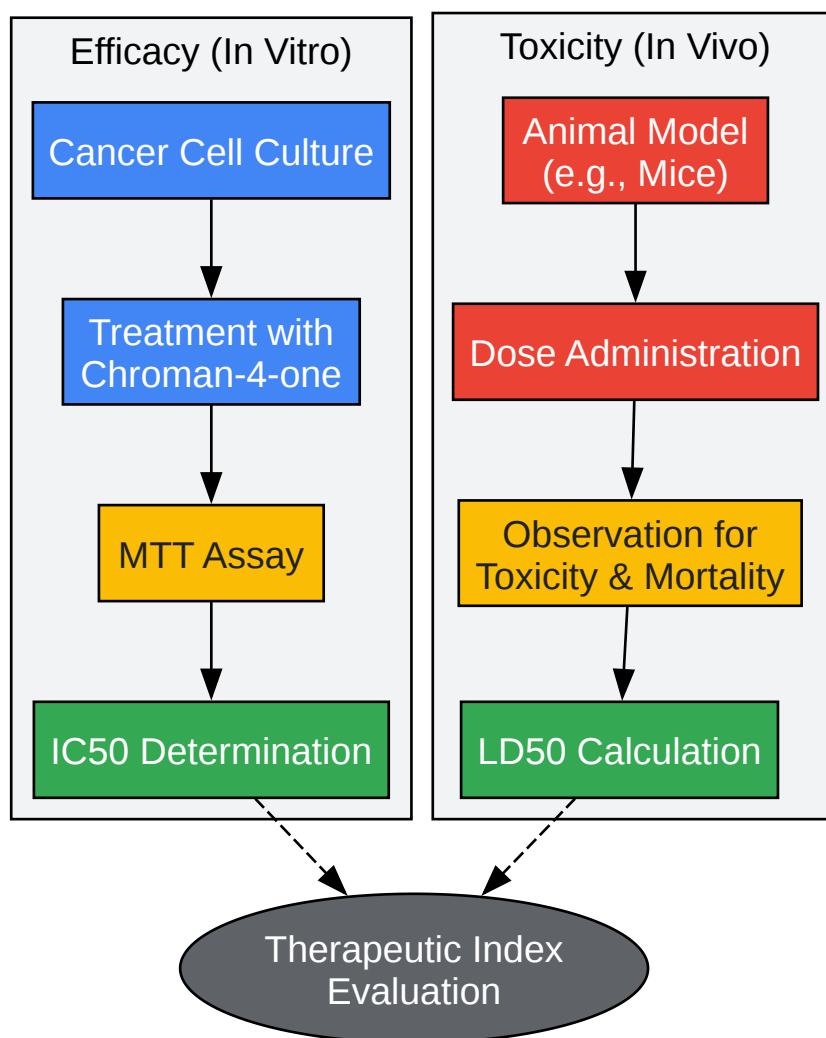 Efficacy (In Vitro)
Cancer Cell Culture
Treatment with
Chroman-4-one
MTT Assay
IC50 Determination
Toxicity (In Vivo)
Animal Model
(e.g., Mice)
Dose Administration
Observation for
Toxicity & Mortality
LD50 Calculation
Therapeutic Index
Evaluation